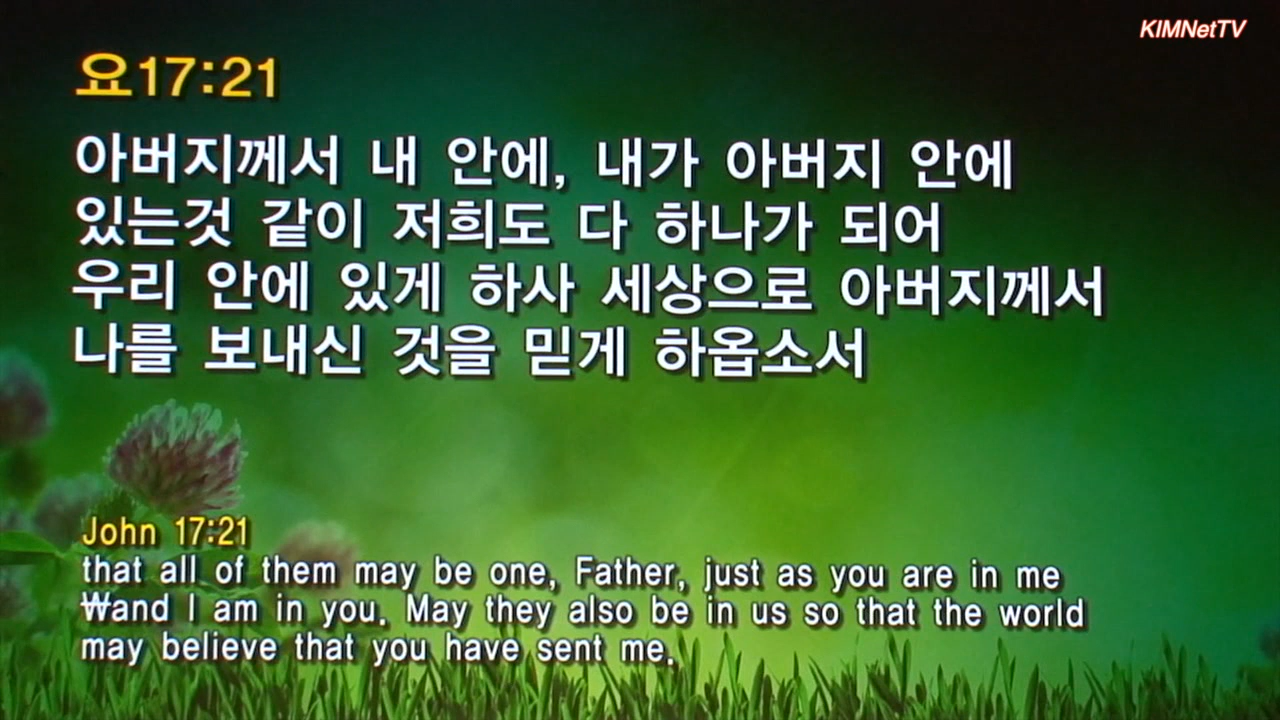 KIMNetTV
요17:21
아버지께서 내 안에, 내가 아버지 안에
있는것 같이 저희도 다 하나가 되어
우리 안에 있게 하사 세상으로 아버지께서
나를 보내신 것을 믿게 하옵소서
John 17:21
that all of them may be one, Father, just as you are in me
₩and I am in you. May they also be in us so that the world
may believe that you have sent me.